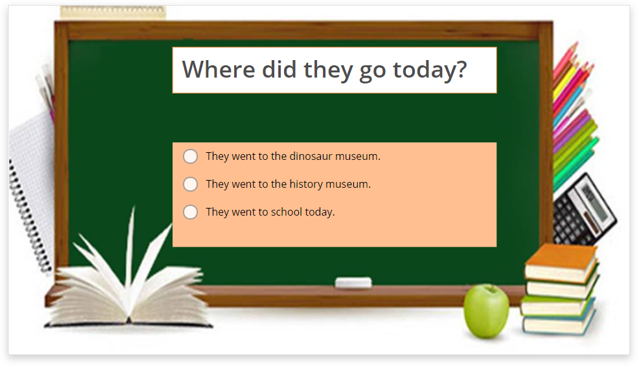 Where did they go today?
They went to the dinosaur museum.
They went to the history museum.
They went to school today.